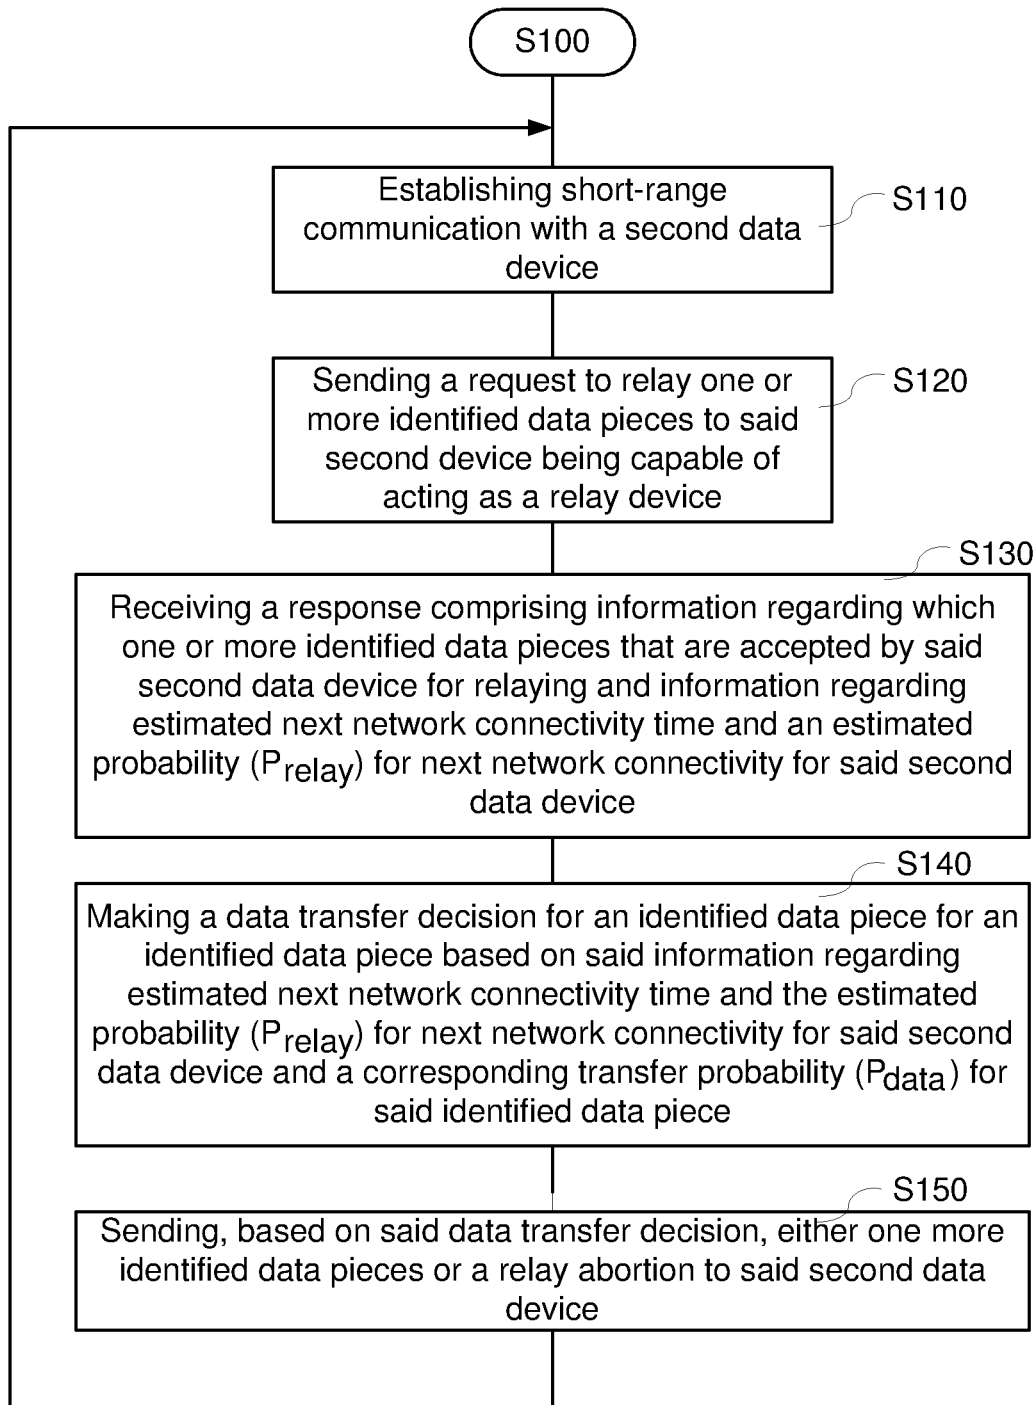 S100
Establishing short-range
communication with a second data
device
S110
Sending a request to relay one or
more identified data pieces to said
second device being capable of
acting as a relay device
S120
S130
Receiving a response comprising information regarding which
one or more identified data pieces that are accepted by said
second data device for relaying and information regarding
estimated next network connectivity time and an estimated
probability (Prelay) for next network connectivity for said second
data device
S140
Making a data transfer decision for an identified data piece for an
identified data piece based on said information regarding
estimated next network connectivity time and the estimated
probability (Prelay) for next network connectivity for said second
data device and a corresponding transfer probability (Pdata) for
said identified data piece
S150
Sending, based on said data transfer decision, either one more
identified data pieces or a relay abortion to said second data
device